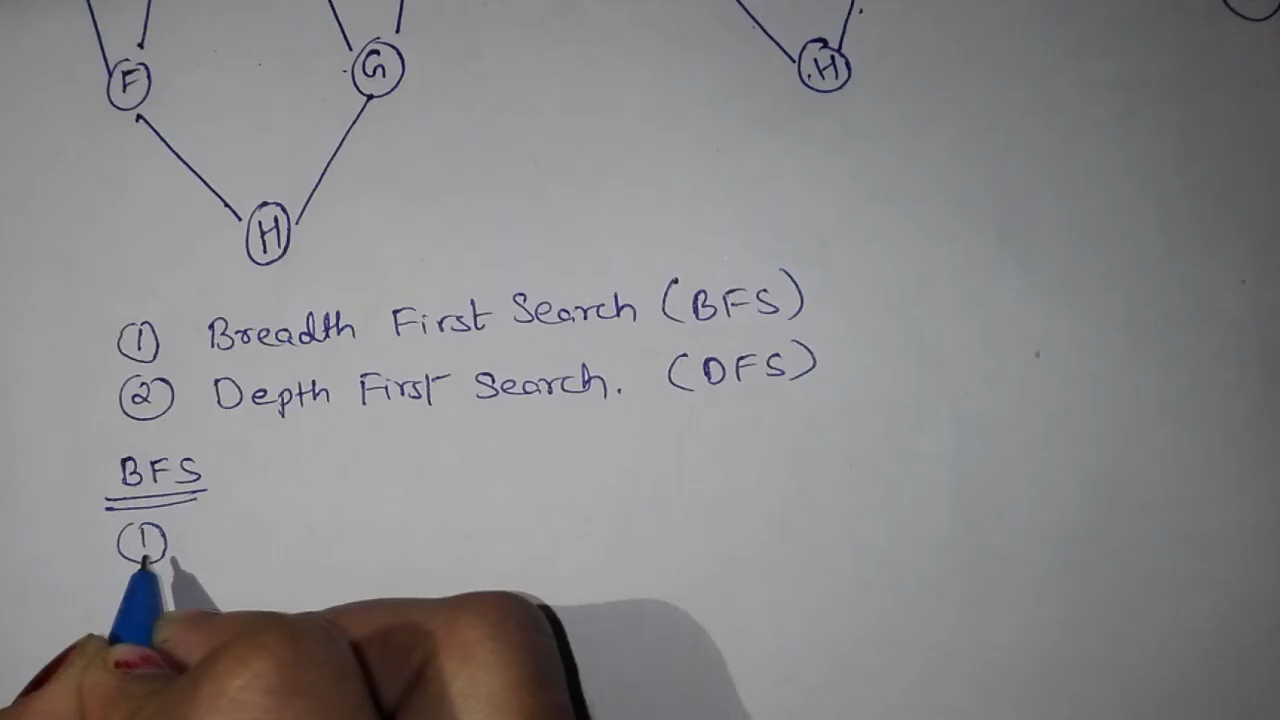 F G H
H
① Breadth First Search (BFS)
② Depth First Search. (DFS)
BFS
①